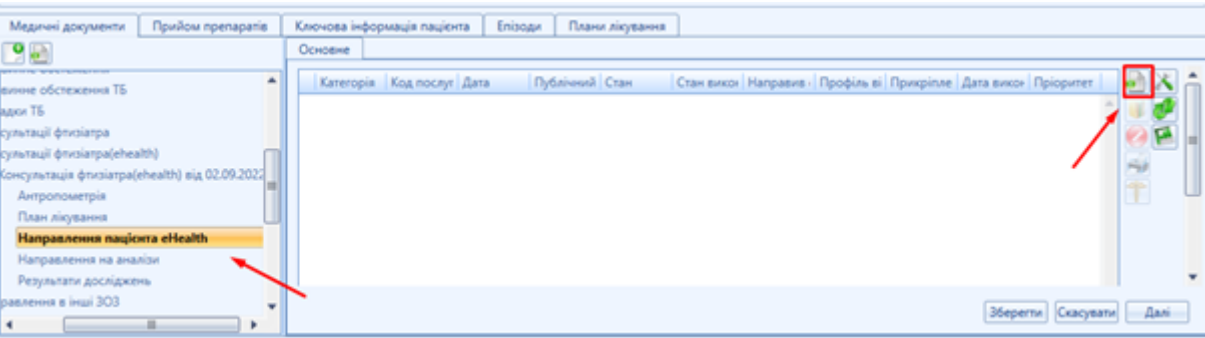 Медичні документи Прийом препаратів Ключова інформація пацієнта Епізоди Плани лікування
Основне
винне обстеження ТБ
адки ТБ
сультації фтизіатра
сультації фтизіатра(ehealth)
Консультація фтизіатра(ehealth) від 02.09.2022
Антропометрія
План лікування
Направлення пацієнта eHealth
Направлення на аналізи
Результати досліджень
равлення в інші ЗОЗ
Категорія Код послуг Дата Публічний Стан Стан викон Направив Профіль ві Прикріпле Дата викон Пріоритет
Зберегти Скасувати Далі